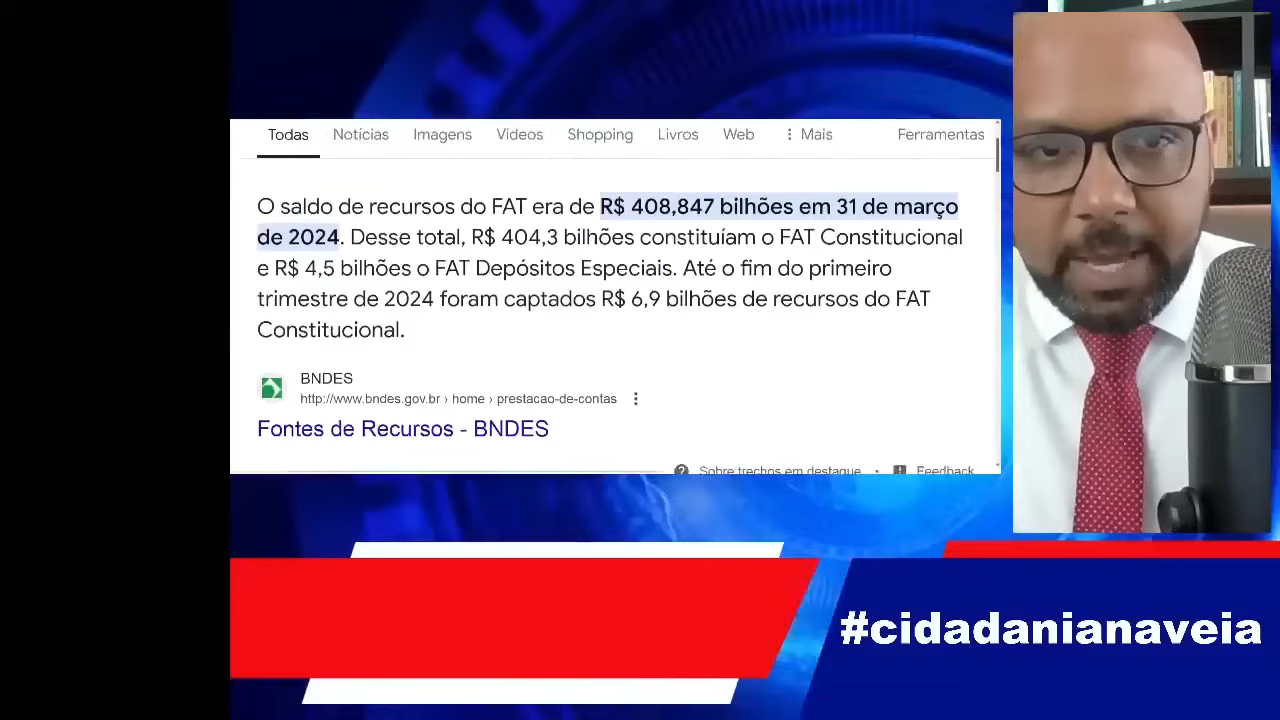 Todas Notícias Imagens Vídeos Shopping Livros Web Mais Ferramentas
O saldo de recursos do FAT era de R$ 408,847 bilhões em 31 de março
de 2024. Desse total, R$ 404,3 bilhões constituíam o FAT Constitucional
e R$ 4,5 bilhões o FAT Depósitos Especiais. Até o fim do primeiro
trimestre de 2024 foram captados R$ 6,9 bilhões de recursos do FAT
Constitucional.
BNDES
http://www.bndes.gov.br › home › prestacao-de-contas
Fontes de Recursos - BNDES
Sobre trechos em destaque • Feedback
#cidadanianaveia